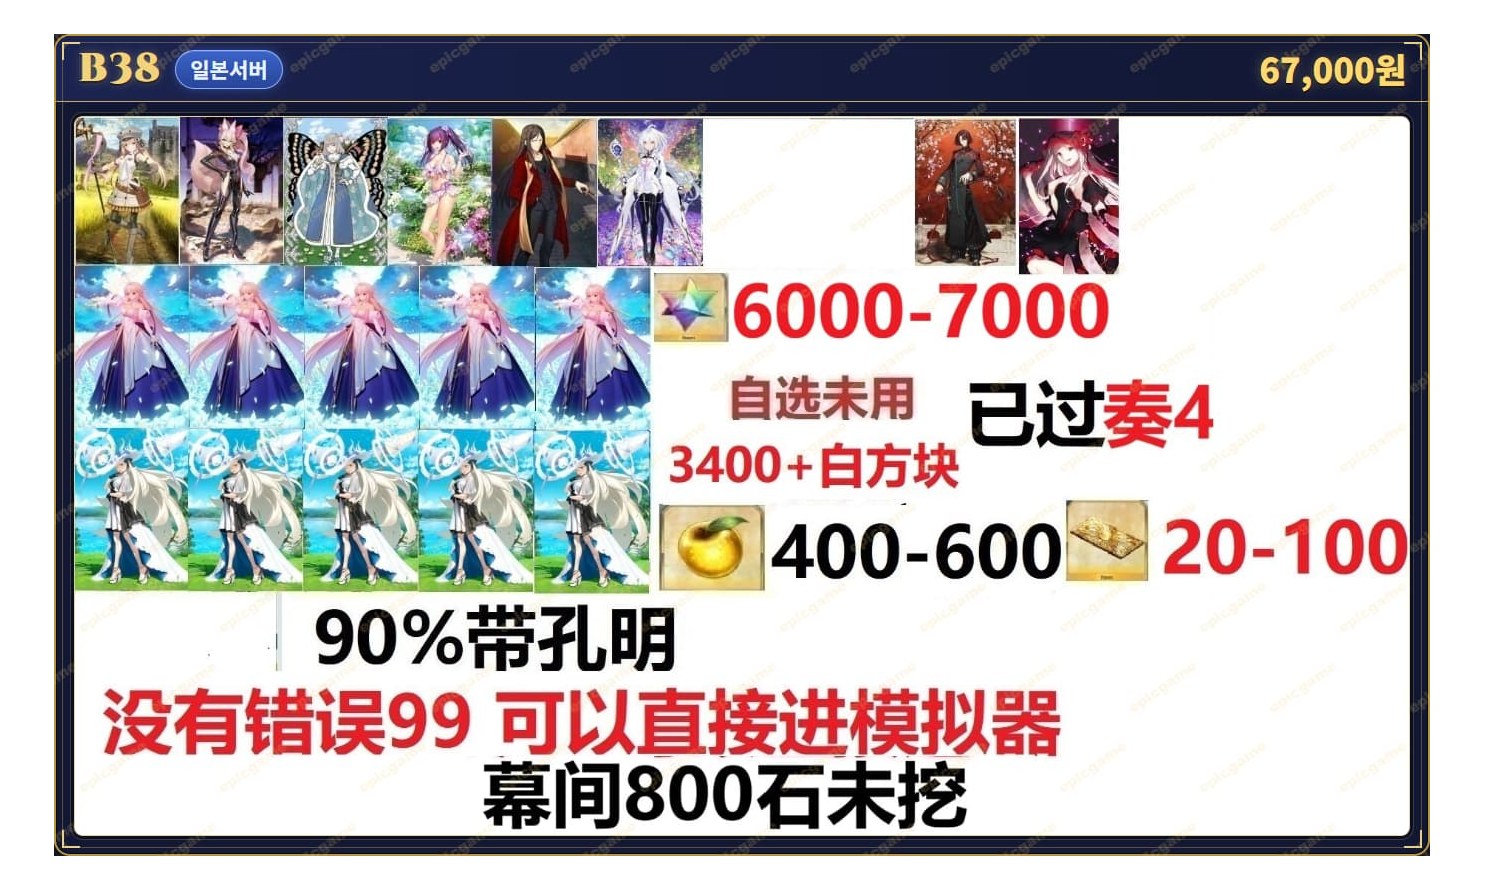 B38 일본서버 67,000원
6000-7000
自选未用
已过奏4
3400+白方块
400-600
20-100
90%带孔明
没有错误99 可以直接进模拟器
幕间800石未挖
epicgame